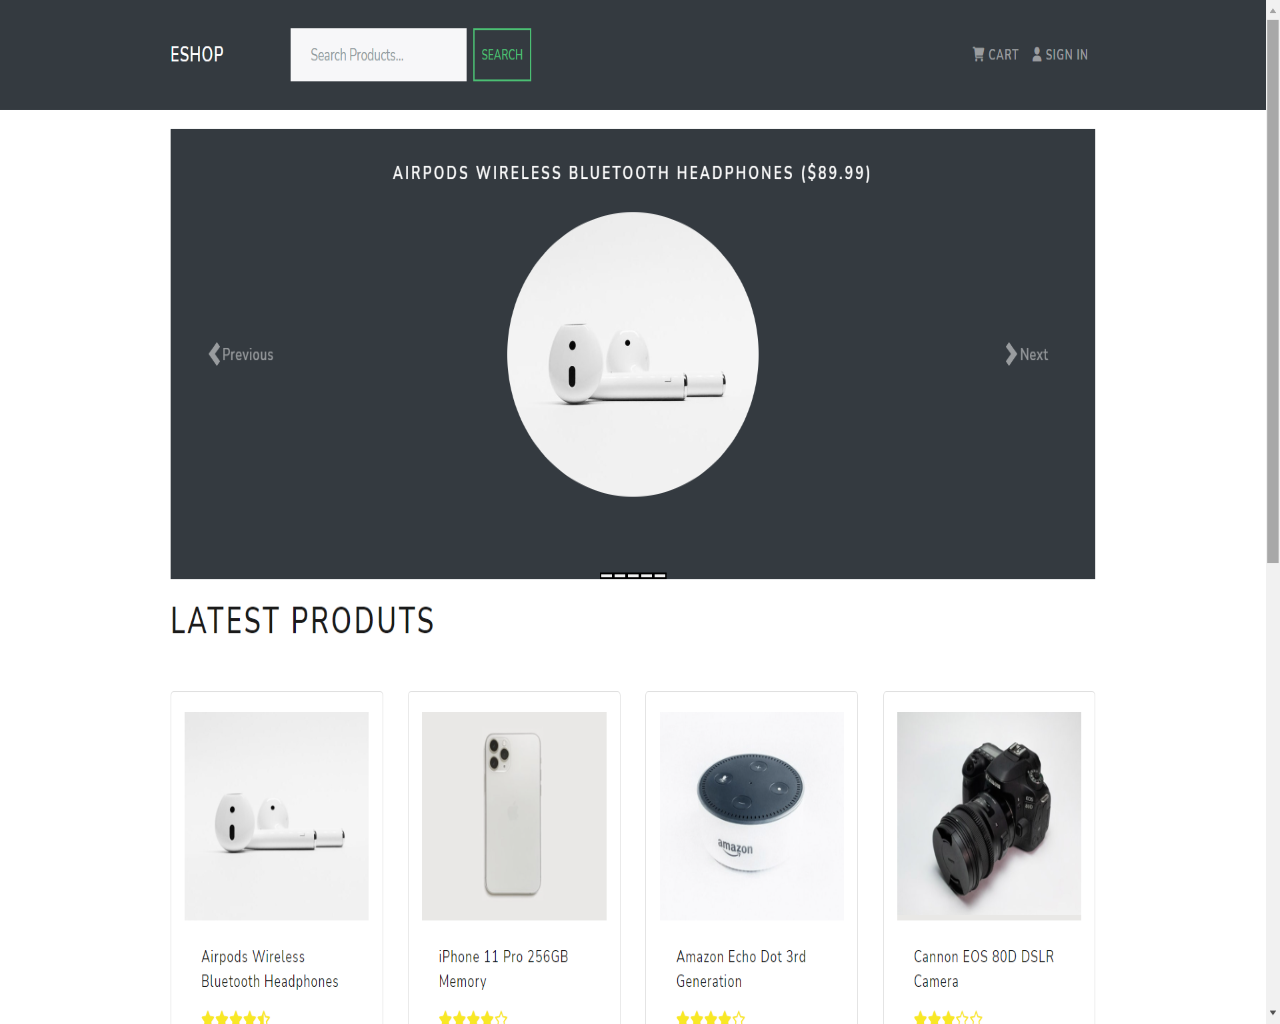 ESHOP
Search Products...
SEARCH
CART
SIGN IN
AIRPODS WIRELESS BLUETOOTH HEADPHONES ($89.99)
Previous
Next
LATEST PRODUTS
amazon
Airpods Wireless
Bluetooth Headphones
iPhone 11 Pro 256GB
Memory
Amazon Echo Dot 3rd
Generation
Cannon EOS 80D DSLR
Camera